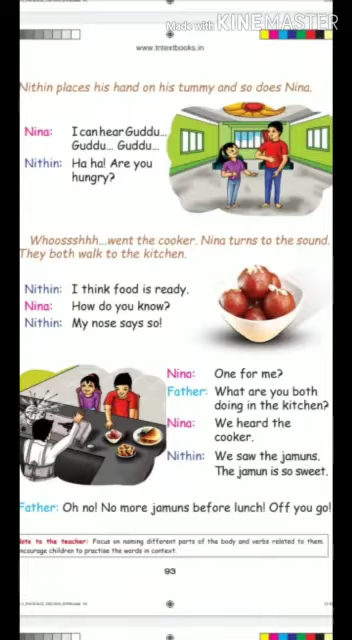 Made with KINEMASTER
www.tntextbooks.in
Nithin places his hand on his tummy and so does Nina.
Nina: I can hear Guddu...
Guddu... Guddu...
Nithin: Ha ha! Are you
hungry?
Whoossshhh...went the cooker. Nina turns to the sound.
They both walk to the kitchen.
Nithin: I think food is ready.
Nina: How do you know?
Nithin: My nose says so!
Nina: One for me?
Father: What are you both
doing in the kitchen?
Nina: We heard the
cooker.
Nithin: We saw the jamuns.
The jamun is so sweet.
Father: Oh no! No more jamuns before lunch! Off you go!
Note to the teacher: Focus on naming different parts of the body and verbs related to them.
Encourage children to practise the words in context.
93